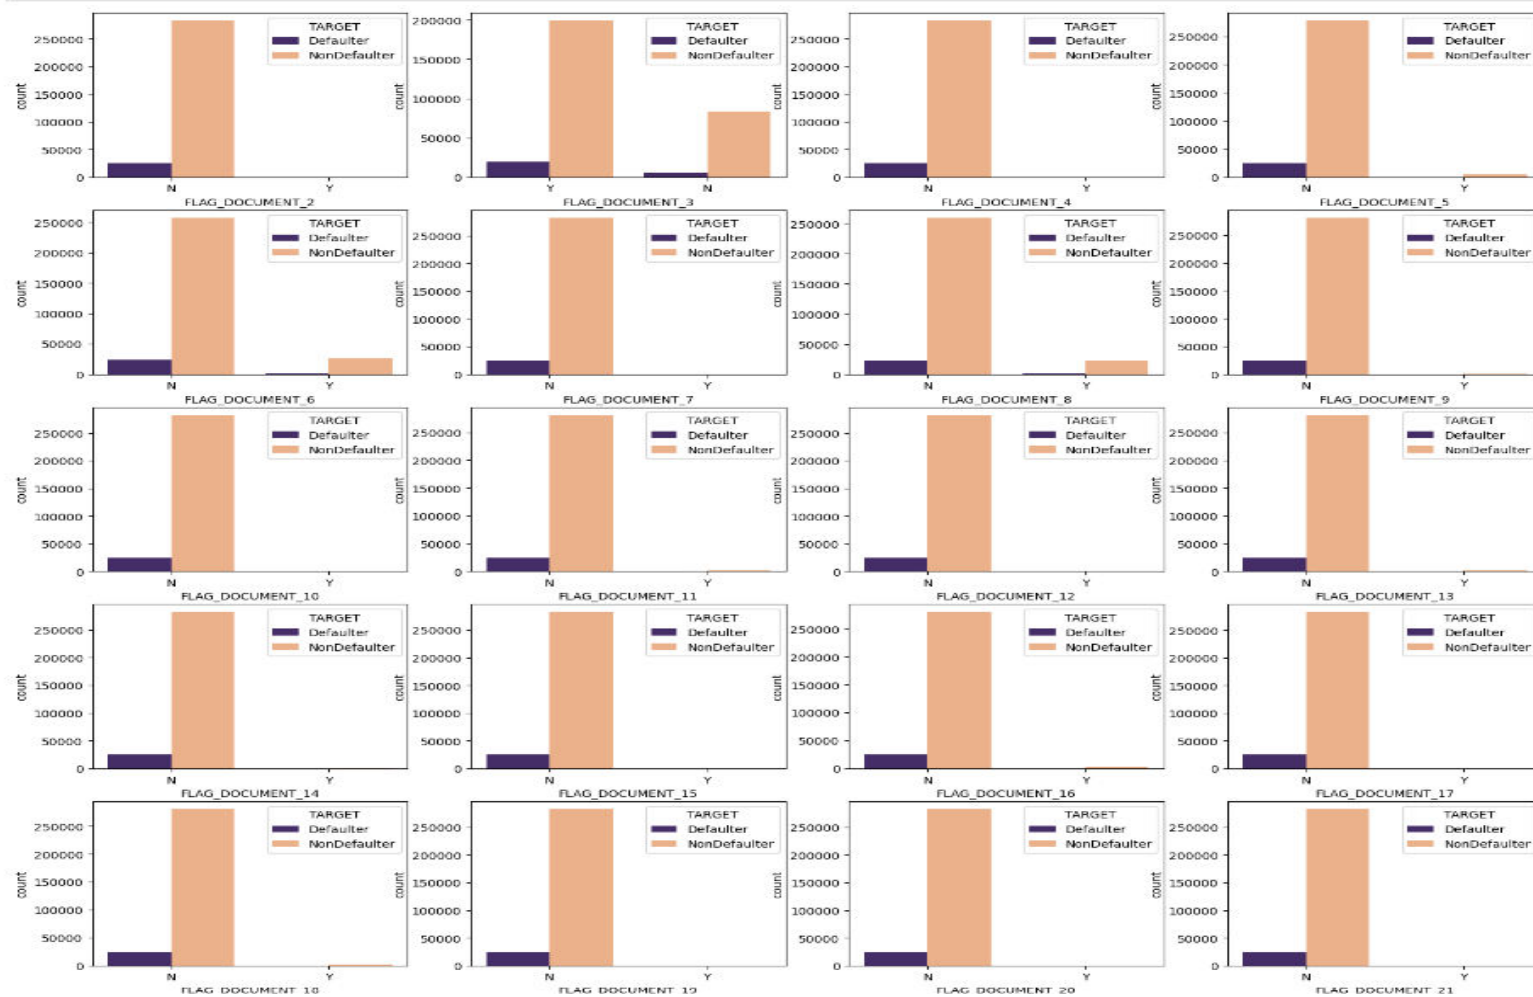 TARGET
Defaulter
NonDefaulter
250000
200000
150000
100000
50000
0
count
N Y
FLAG_DOCUMENT_2
TARGET
Defaulter
NonDefaulter
200000
150000
100000
50000
0
count
Y N
FLAG_DOCUMENT_3
TARGET
Defaulter
NonDefaulter
250000
200000
150000
100000
50000
0
count
N Y
FLAG_DOCUMENT_4
TARGET
Defaulter
NonDefaulter
250000
200000
150000
100000
50000
0
count
N Y
FLAG_DOCUMENT_5
TARGET
Defaulter
NonDefaulter
250000
200000
150000
100000
50000
0
count
N Y
FLAG_DOCUMENT_6
TARGET
Defaulter
NonDefaulter
250000
200000
150000
100000
50000
0
count
N Y
FLAG_DOCUMENT_7
TARGET
Defaulter
NonDefaulter
250000
200000
150000
100000
50000
0
count
N Y
FLAG_DOCUMENT_8
TARGET
Defaulter
NonDefaulter
250000
200000
150000
100000
50000
0
count
N Y
FLAG_DOCUMENT_9
TARGET
Defaulter
NonDefaulter
250000
200000
150000
100000
50000
0
count
N Y
FLAG_DOCUMENT_10
TARGET
Defaulter
NonDefaulter
250000
200000
150000
100000
50000
0
count
N Y
FLAG_DOCUMENT_11
TARGET
Defaulter
NonDefaulter
250000
200000
150000
100000
50000
0
count
N Y
FLAG_DOCUMENT_12
TARGET
Defaulter
NonDefaulter
250000
200000
150000
100000
50000
0
count
N Y
FLAG_DOCUMENT_13
TARGET
Defaulter
NonDefaulter
250000
200000
150000
100000
50000
0
count
N Y
FLAG_DOCUMENT_14
TARGET
Defaulter
NonDefaulter
250000
200000
150000
100000
50000
0
count
N Y
FLAG_DOCUMENT_15
TARGET
Defaulter
NonDefaulter
250000
200000
150000
100000
50000
0
count
N Y
FLAG_DOCUMENT_16
TARGET
Defaulter
NonDefaulter
250000
200000
150000
100000
50000
0
count
N Y
FLAG_DOCUMENT_17
TARGET
Defaulter
NonDefaulter
250000
200000
150000
100000
50000
0
count
N Y
FLAG_DOCUMENT_18
TARGET
Defaulter
NonDefaulter
250000
200000
150000
100000
50000
0
count
N Y
FLAG_DOCUMENT_19
TARGET
Defaulter
NonDefaulter
250000
200000
150000
100000
50000
0
count
N Y
FLAG_DOCUMENT_20
TARGET
Defaulter
NonDefaulter
250000
200000
150000
100000
50000
0
count
N Y
FLAG_DOCUMENT_21